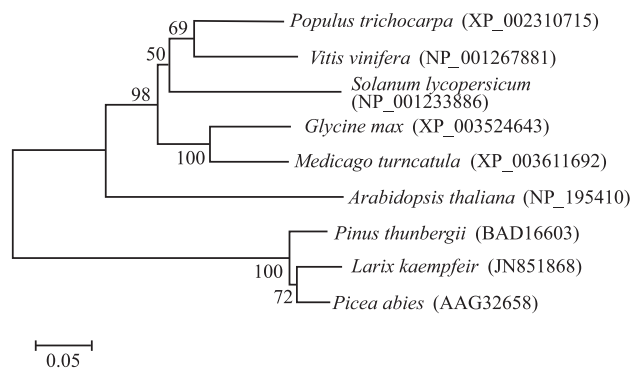 Populus trichocarpa (XP_002310715)
69
Vitis vinifera (NP_001267881)
50
Solanum lycopersicum
(NP_001233886)
98
Glycine max (XP_003524643)
100
Medicago turncatula (XP_003611692)
Arabidopsis thaliana (NP_195410)
Pinus thunbergii (BAD16603)
100
Larix kaempfeir (JN851868)
72
Picea abies (AAG32658)
0.05